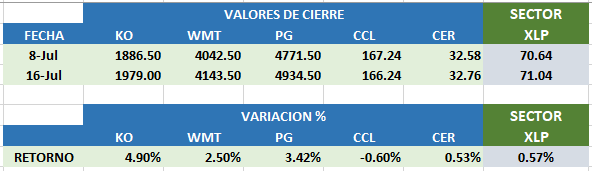 VALORES DE CIERRE SECTOR
FECHA KO WMT PG CCL CER XLP
8-Jul 1886.50 4042.50 4771.50 167.24 32.58 70.64
16-Jul 1979.00 4143.50 4934.50 166.24 32.76 71.04
VARIACION % SECTOR
KO WMT PG CCL CER XLP
RETORNO 4.90% 2.50% 3.42% -0.60% 0.53% 0.57%